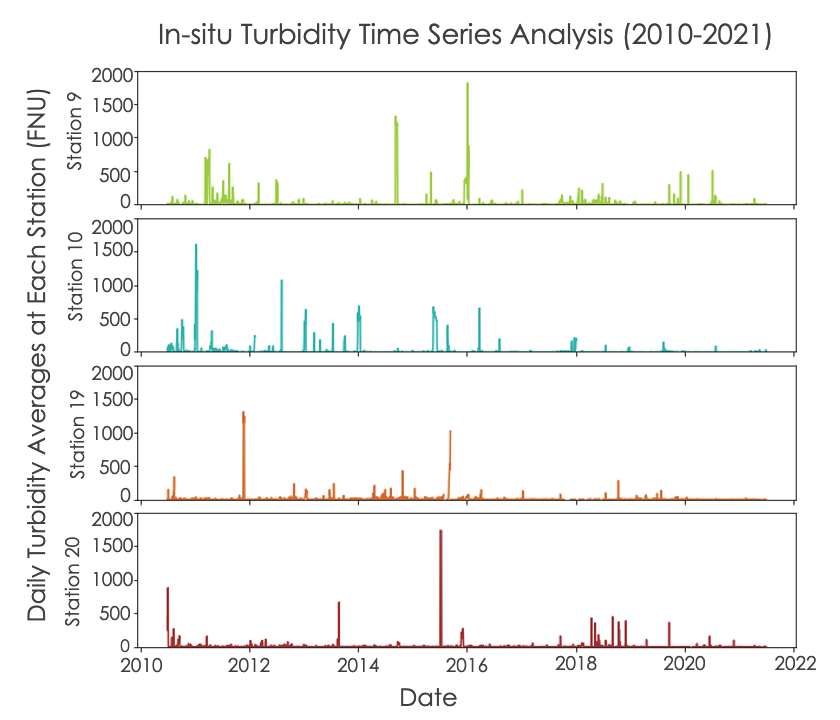 In-situ Turbidity Time Series Analysis (2010-2021)
Daily Turbidity Averages at Each Station (FNU)
Station 9
2000
1500
1000
500
0
Station 10
2000
1500
1000
500
0
Station 19
2000
1500
1000
500
0
Station 20
2000
1500
1000
500
0
2010 2012 2014 2016 2018 2020 2022
Date